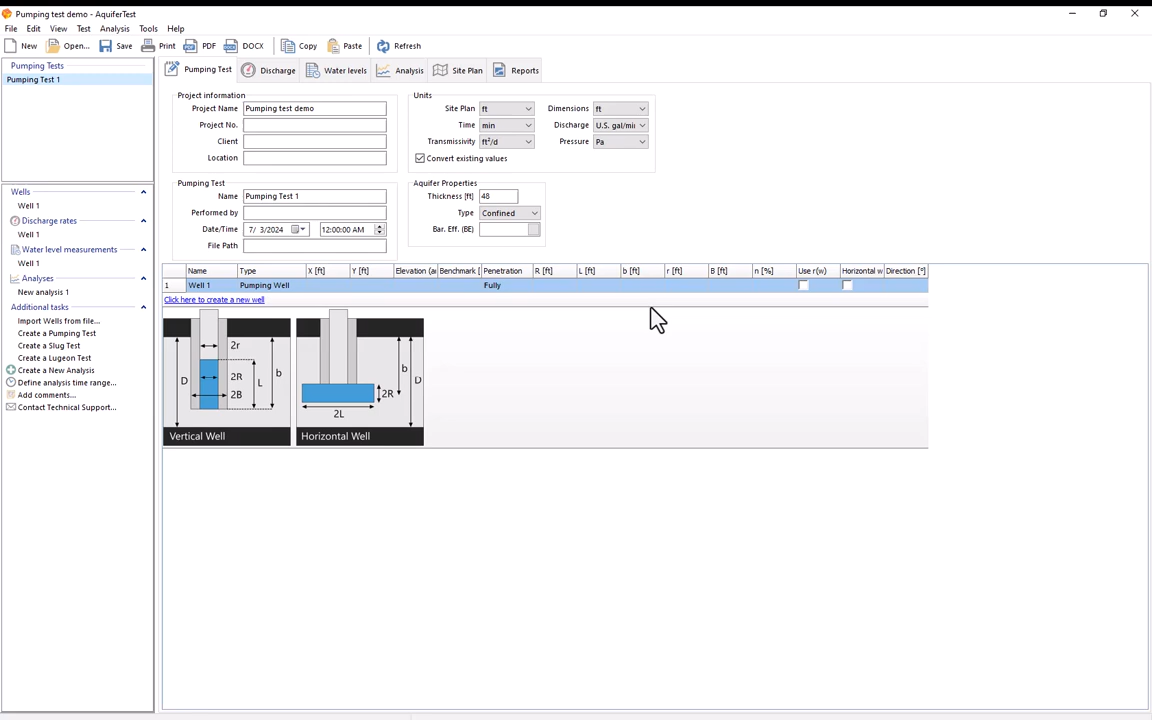 Pumping test demo - AquiferTest
File Edit View Test Analysis Tools Help
New Open... Save Print PDF DOCX Copy Paste Refresh
Pumping Tests
Pumping Test 1
Wells
Well 1
Discharge rates
Well 1
Water level measurements
Well 1
Analyses
New analysis 1
Additional tasks
Import Wells from file...
Create a Pumping Test
Create a Slug Test
Create a Lugeon Test
Create a New Analysis
Define analysis time range...
Add comments...
Contact Technical Support...
Pumping Test Discharge Water levels Analysis Site Plan Reports
Project information
Project Name Pumping test demo
Project No.
Client
Location
Units
Site Plan ft Dimensions ft
Time min Discharge U.S. gal/mi
Transmissivity ft²/d Pressure Pa
Convert existing values
Pumping Test
Name Pumping Test 1
Performed by
Date/Time 7/ 3/2024 12:00:00 AM
File Path
Aquifer Properties
Thickness [ft] 48
Type Confined
Bar. Eff. (BE)
Name Type X [ft] Y [ft] Elevation (a Benchmark [ Penetration R [ft] L [ft] b [ft] r [ft] B [ft] n [%] Use r(w) Horizontal w Direction [°]
1 Well 1 Pumping Well Fully
Click here to create a new well
2r
D 2R L b
2B
Vertical Well
b D
2R
2L
Horizontal Well